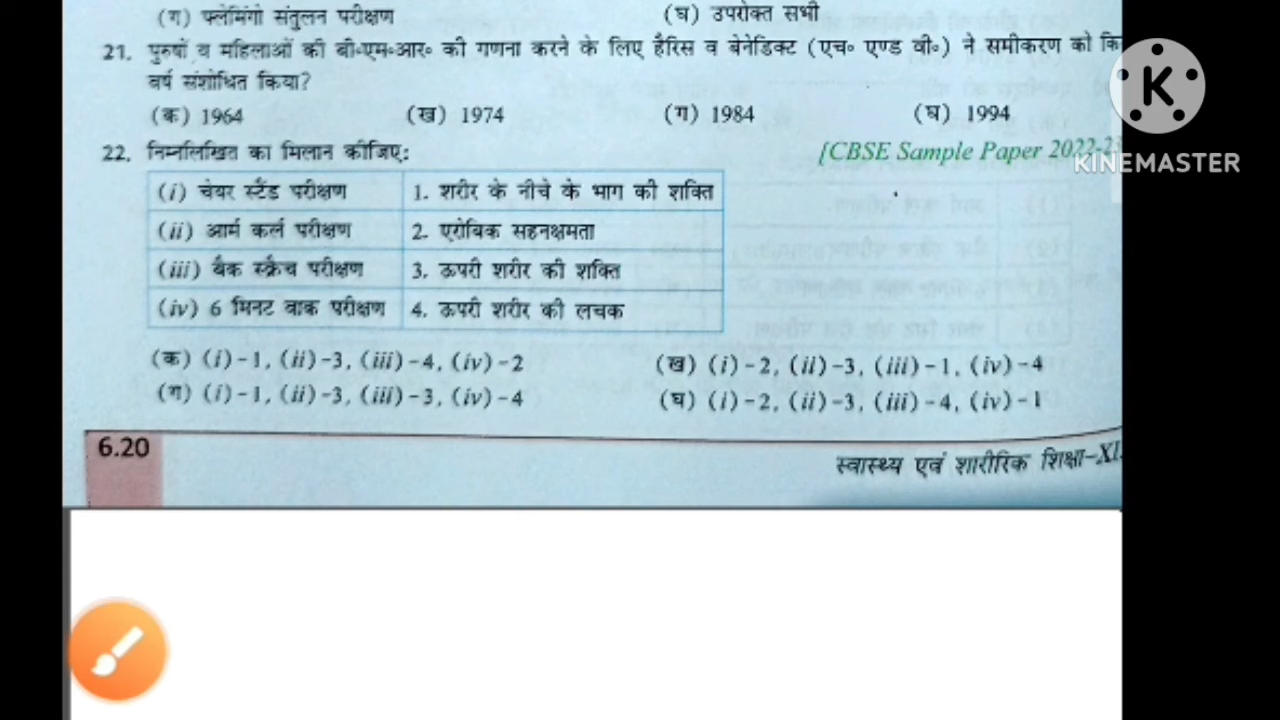 (ग) फ्लेमिंगो संतुलन परीक्षण (घ) उपरोक्त सभी
21. पुरुषों व महिलाओं की बी॰एम॰आर॰ की गणना करने के लिए हैरिस व बेनेडिक्ट (एच॰ एण्ड बी॰) ने समीकरण को
वर्ष संशोधित किया?
(क) 1964 (ख) 1974 (ग) 1984 (घ) 1994
22. निम्नलिखित का मिलान कीजिए: [CBSE Sample Paper 2022-23
(i) चेयर स्टैंड परीक्षण 1. शरीर के नीचे के भाग की शक्ति
(ii) आर्म कर्ल परीक्षण 2. एरोबिक सहनक्षमता
(iii) बैक स्क्रैच परीक्षण 3. ऊपरी शरीर की शक्ति
(iv) 6 मिनट वाक परीक्षण 4. ऊपरी शरीर की लचक
(क) (i)-1, (ii)-3, (iii)-4, (iv)-2 (ख) (i)-2, (ii)-3, (iii)-1, (iv)-4
(ग) (i)-1, (ii)-3, (iii)-3, (iv)-4 (घ) (i)-2, (ii)-3, (iii)-4, (iv)-1
6.20
स्वास्थ्य एवं शारीरिक शिक्षा-XI
K
KINEMASTER